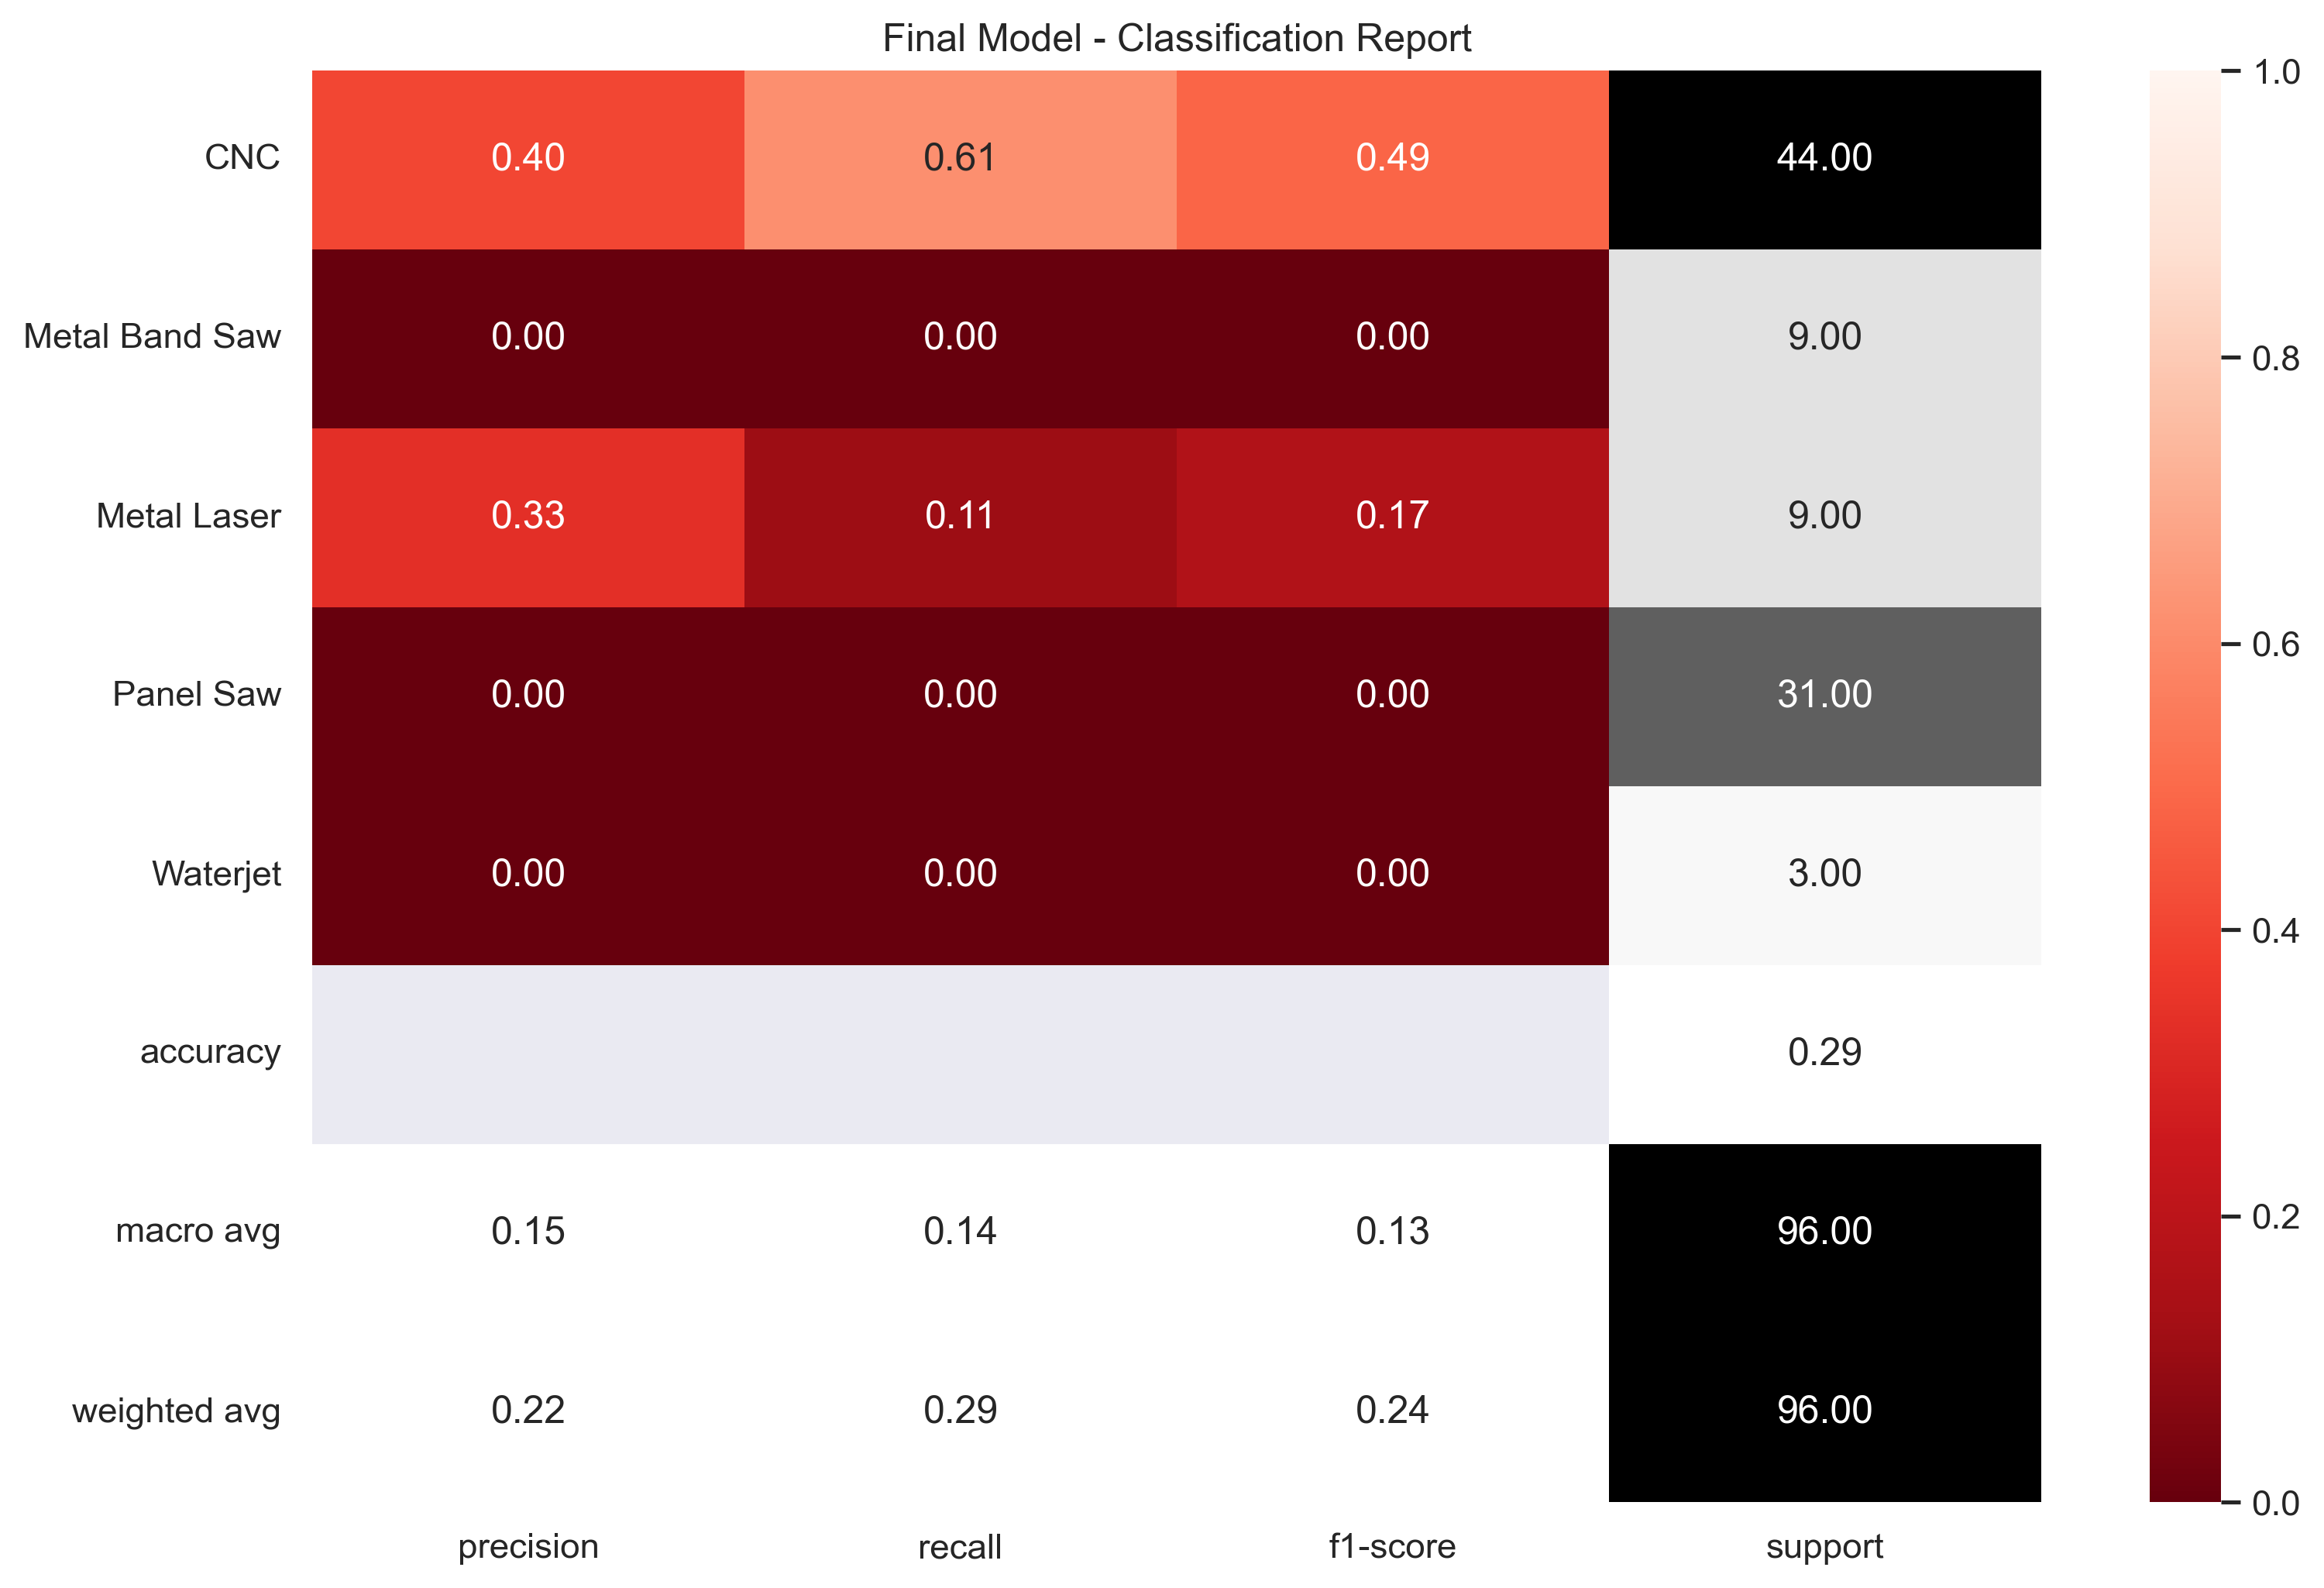 Final Model - Classification Report
CNC 0.40 0.61 0.49 44.00
Metal Band Saw 0.00 0.00 0.00 9.00
Metal Laser 0.33 0.11 0.17 9.00
Panel Saw 0.00 0.00 0.00 31.00
Waterjet 0.00 0.00 0.00 3.00
accuracy 0.29
macro avg 0.15 0.14 0.13 96.00
weighted avg 0.22 0.29 0.24 96.00
precision recall f1-score support
1.0
0.8
0.6
0.4
0.2
0.0